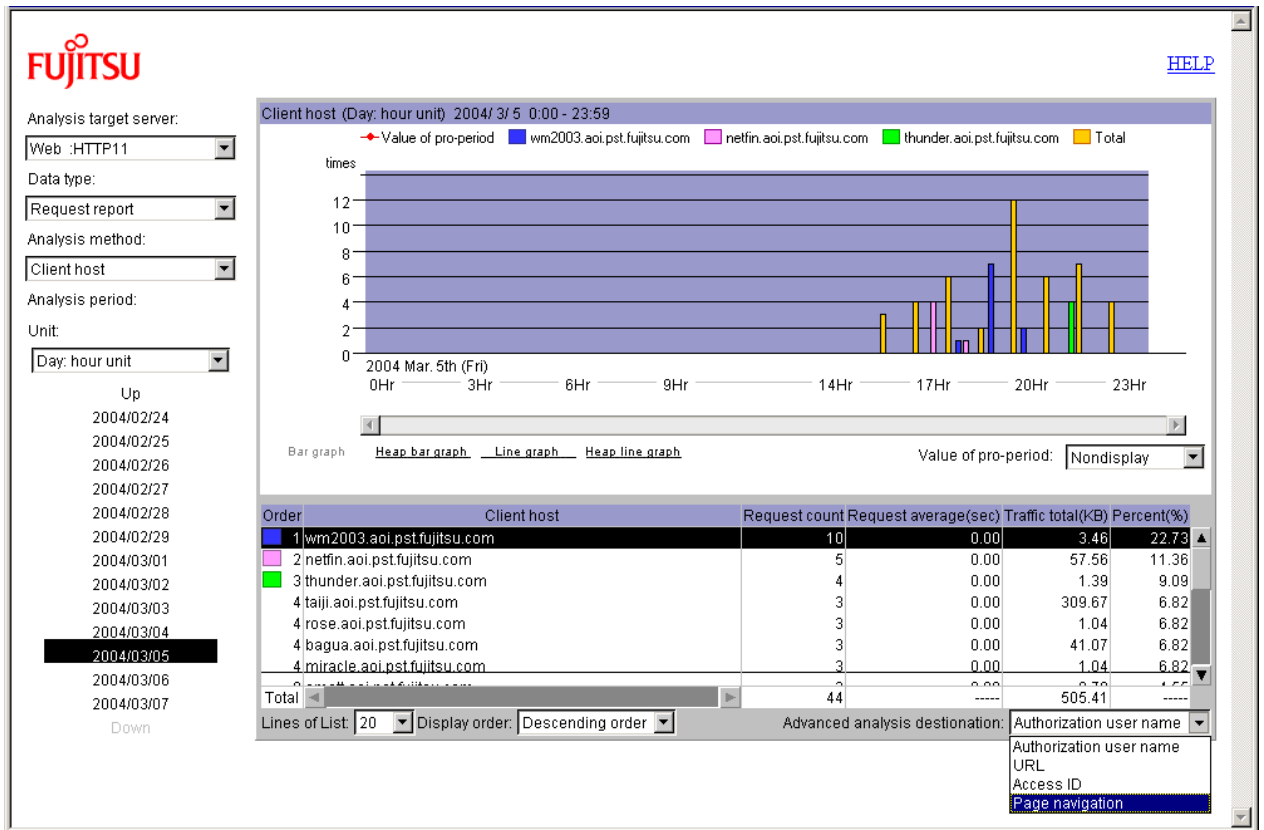 FUJITSU
HELP
Analysis target server:
Web :HTTP11
Data type:
Request report
Analysis method:
Client host
Analysis period:
Unit:
Day: hour unit
Up
2004/02/24
2004/02/25
2004/02/26
2004/02/27
2004/02/28
2004/02/29
2004/03/01
2004/03/02
2004/03/03
2004/03/04
2004/03/05
2004/03/06
2004/03/07
Down
Client host (Day: hour unit) 2004/ 3/ 5 0:00 - 23:59
Value of pro-period wm2003.aoi.pst.fujitsu.com netfin.aoi.pst.fujitsu.com thunder.aoi.pst.fujitsu.com Total
times
12
10
8
6
4
2
0
2004 Mar. 5th (Fri)
0Hr 3Hr 6Hr 9Hr 14Hr 17Hr 20Hr 23Hr
Bar graph Heap bar graph Line graph Heap line graph Value of pro-period: Nondisplay
Order Client host Request count Request average(sec) Traffic total(KB) Percent(%)
1 wm2003.aoi.pst.fujitsu.com 10 0.00 3.46 22.73
2 netfin.aoi.pst.fujitsu.com 5 0.00 57.56 11.36
3 thunder.aoi.pst.fujitsu.com 4 0.00 1.39 9.09
4 taiji.aoi.pst.fujitsu.com 3 0.00 309.67 6.82
4 rose.aoi.pst.fujitsu.com 3 0.00 1.04 6.82
4 bagua.aoi.pst.fujitsu.com 3 0.00 41.07 6.82
4 miracle.aoi.pst.fujitsu.com 3 0.00 1.04 6.82
Total 44 ----- 505.41 -----
Lines of List: 20 Display order: Descending order Advanced analysis destionation: Authorization user name
Authorization user name
URL
Access ID
Page navigation